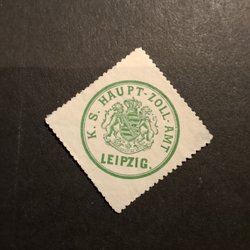 K. S. HAUPT-ZOLL-AMT
LEIPZIG.